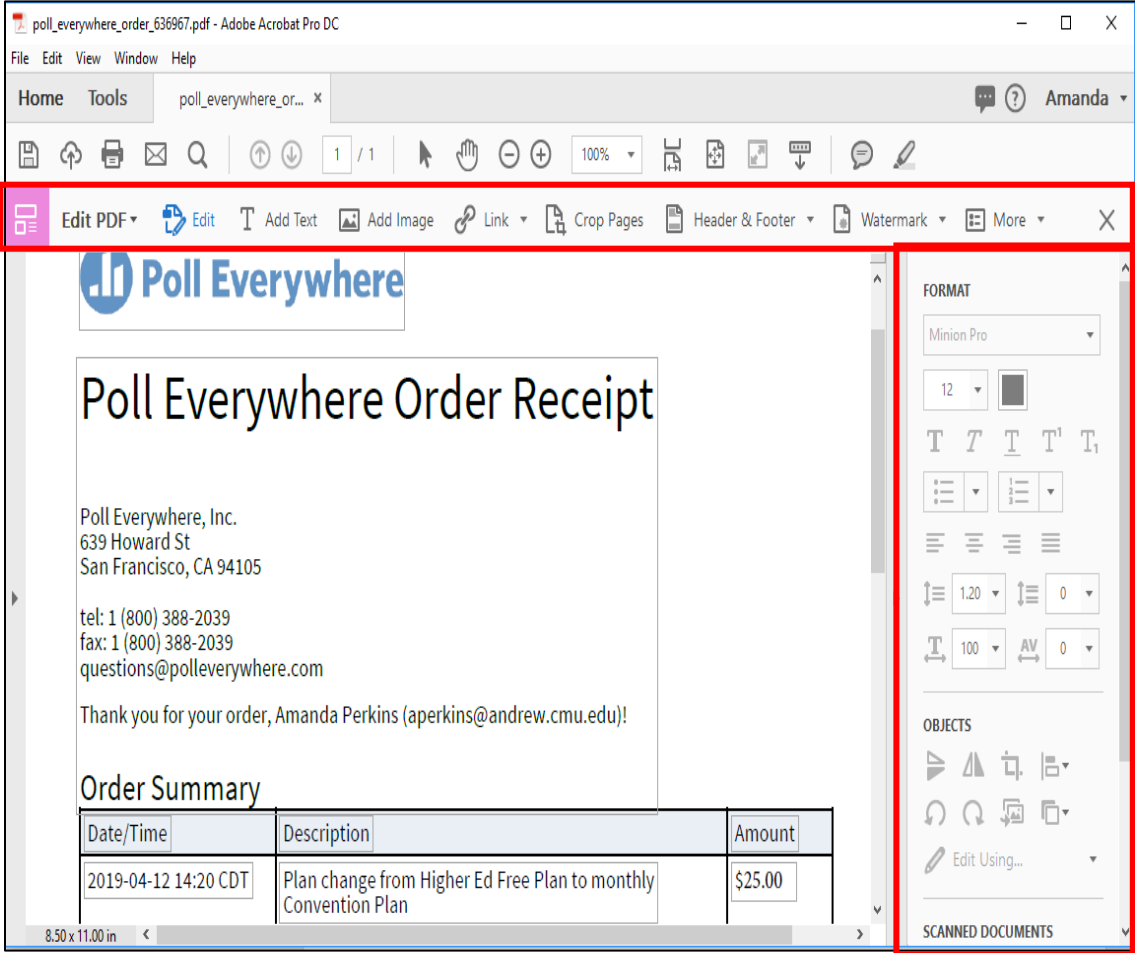 poll_everywhere_order_636967.pdf - Adobe Acrobat Pro DC
File Edit View Window Help
Home Tools poll_everywhere_or... × Amanda
1 / 1 100%
Edit PDF Edit Add Text Add Image Link Crop Pages Header & Footer Watermark More
Poll Everywhere
Poll Everywhere Order Receipt
Poll Everywhere, Inc.
639 Howard St
San Francisco, CA 94105
tel: 1 (800) 388-2039
fax: 1 (800) 388-2039
questions@polleverywhere.com
Thank you for your order, Amanda Perkins (aperkins@andrew.cmu.edu)!
Order Summary
Date/Time Description Amount
2019-04-12 14:20 CDT Plan change from Higher Ed Free Plan to monthly $25.00
Convention Plan
8.50 x 11.00 in
FORMAT
Minion Pro
12
T T T T¹ T₁
1.20 0
T 100 AV 0
OBJECTS
Edit Using...
SCANNED DOCUMENTS